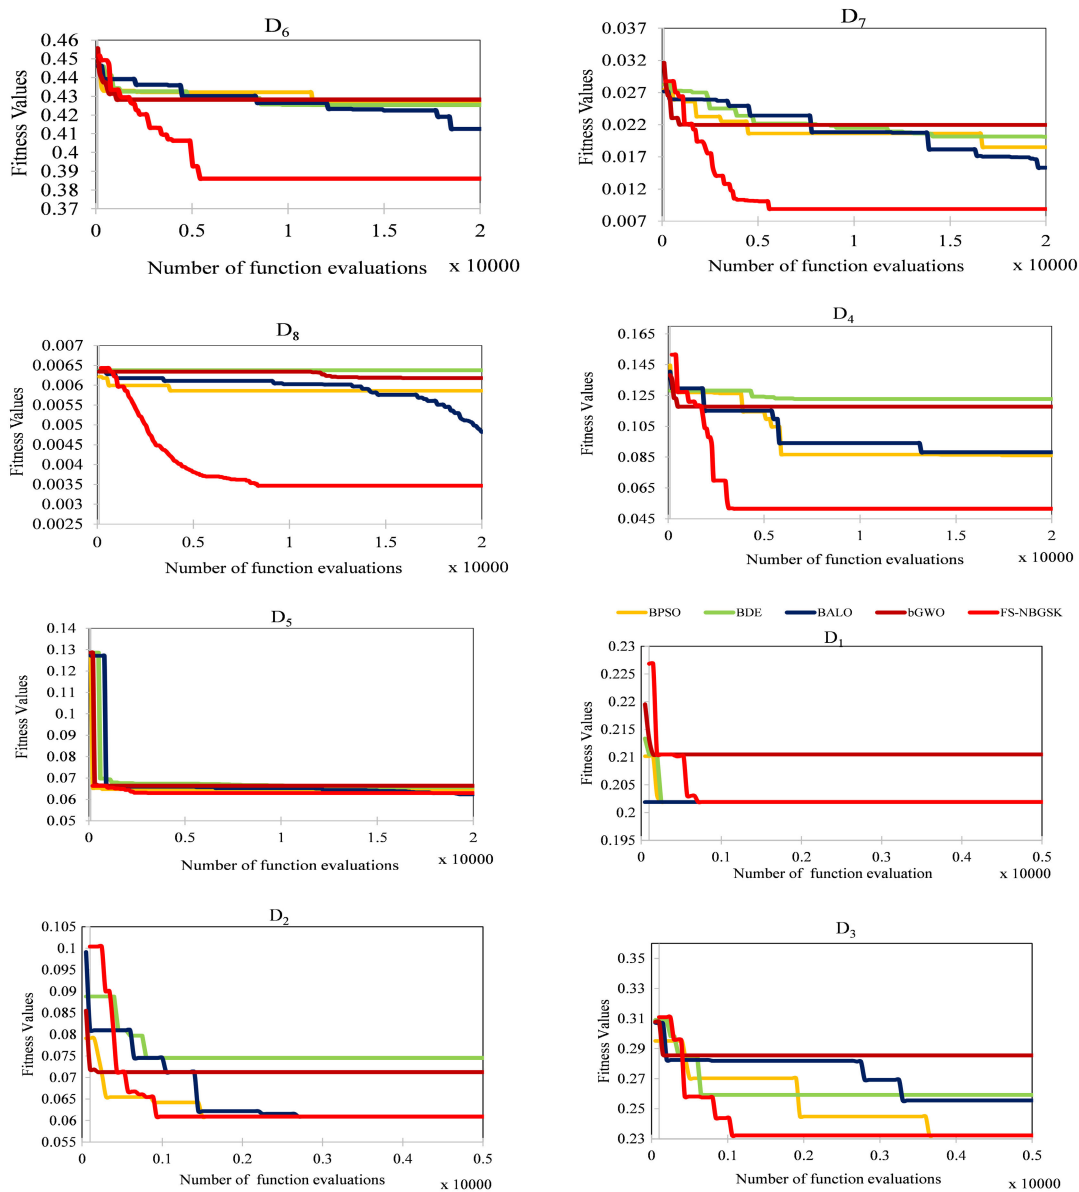 D6
0.46
0.45
0.44
0.43
0.42
0.41
0.4
0.39
0.38
0.37
Fitness Values
0 0.5 1 1.5 2
Number of function evaluations x 10000
D7
0.037
0.032
0.027
0.022
0.017
0.012
0.007
Fitness Values
0 0.5 1 1.5 2
Number of function evaluations x 10000
D8
0.007
0.0065
0.006
0.0055
0.005
0.0045
0.004
0.0035
0.003
0.0025
Fitness Values
0 0.5 1 1.5 2
Number of function evaluations x 10000
D4
0.165
0.145
0.125
0.105
0.085
0.065
0.045
Fitness Values
0 0.5 1 1.5 2
Number of function evaluations x 10000
D5
0.14
0.13
0.12
0.11
0.1
0.09
0.08
0.07
0.06
0.05
Fitness Values
0 0.5 1 1.5 2
Number of function evaluations x 10000
BPSO BDE BALO bGWO FS-NBGSK
D1
0.23
0.225
0.22
0.215
0.21
0.205
0.2
0.195
Fitness Values
0 0.1 0.2 0.3 0.4 0.5
Number of function evaluation x 10000
D2
0.105
0.1
0.095
0.09
0.085
0.08
0.075
0.07
0.065
0.06
0.055
Fitness Values
0 0.1 0.2 0.3 0.4 0.5
Number of function evaluations x 10000
D3
0.35
0.33
0.31
0.29
0.27
0.25
0.23
Fitness Values
0 0.1 0.2 0.3 0.4 0.5
Number of function evaluations x 10000